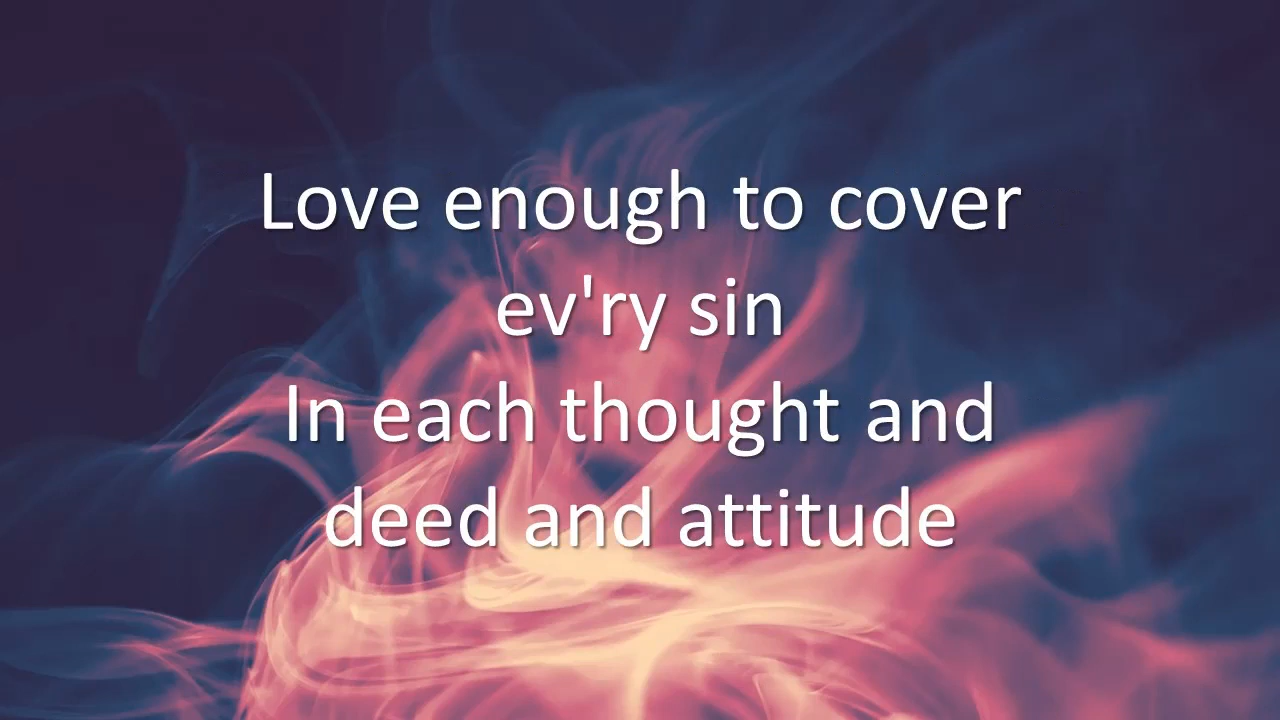 Love enough to cover
ev'ry sin
In each thought and
deed and attitude